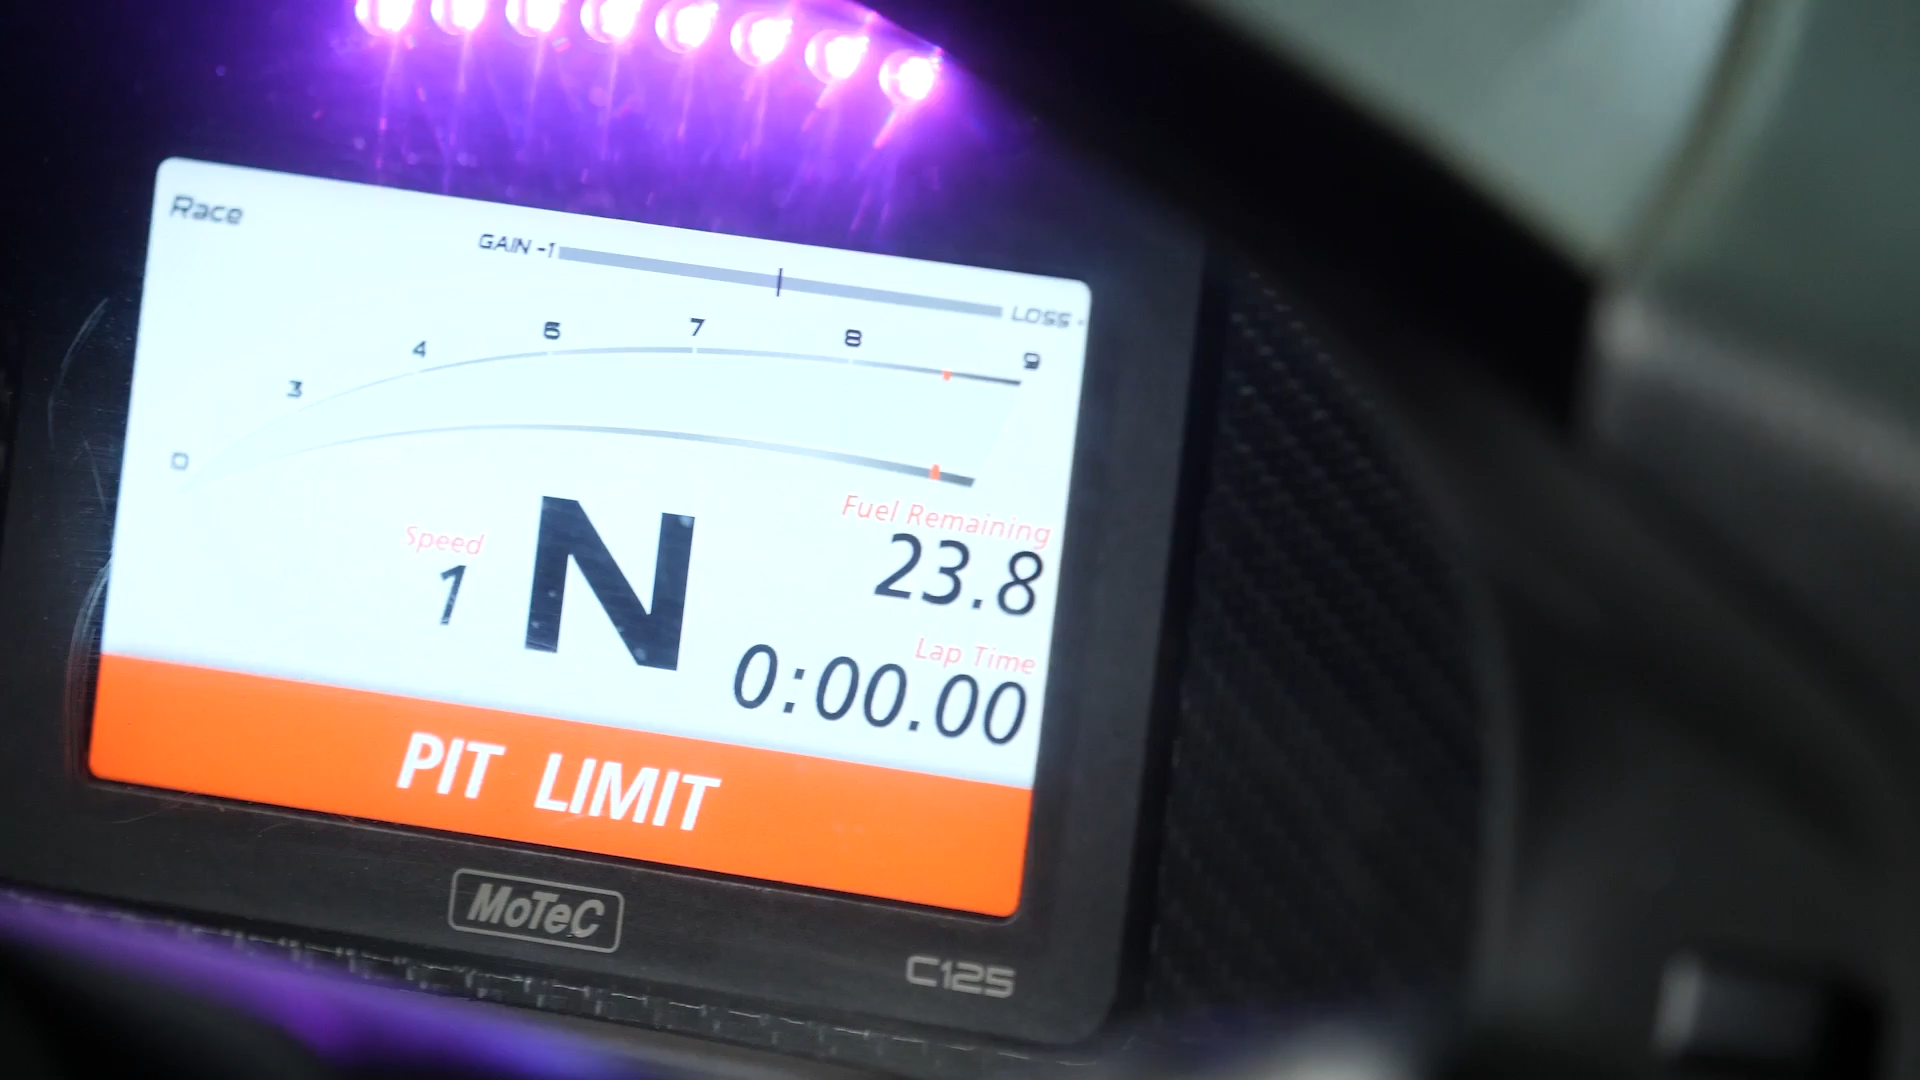 Race
GAIN -1
LOSS
0 3 4 6 7 8 9
Speed
1
N
Fuel Remaining
23.8
Lap Time
0:00.00
PIT LIMIT
MoTeC
C125